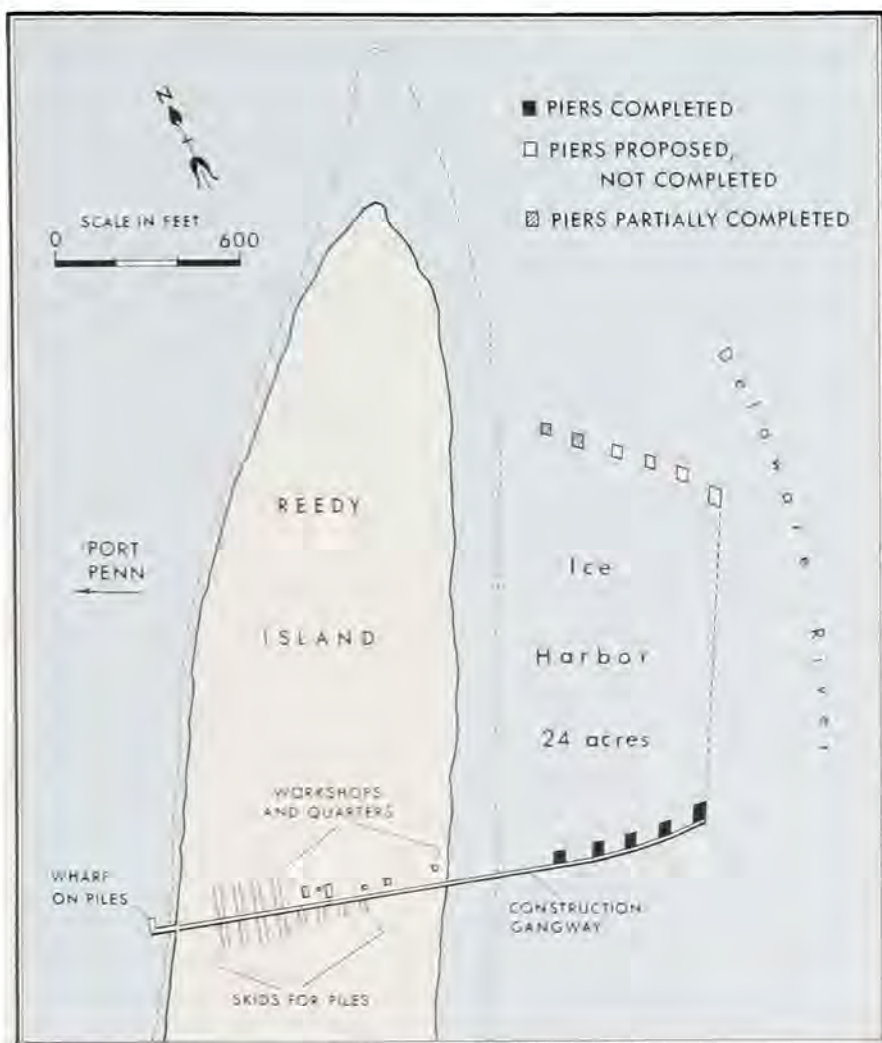 N
SCALE IN FEET
0 600
PIERS COMPLETED
PIERS PROPOSED,
NOT COMPLETED
PIERS PARTIALLY COMPLETED
Delaware River
REEDY
ISLAND
PORT
PENN
Ice
Harbor
24 acres
WORKSHOPS
AND QUARTERS
WHARF
ON PILES
CONSTRUCTION
GANGWAY
SKIDS FOR PILES